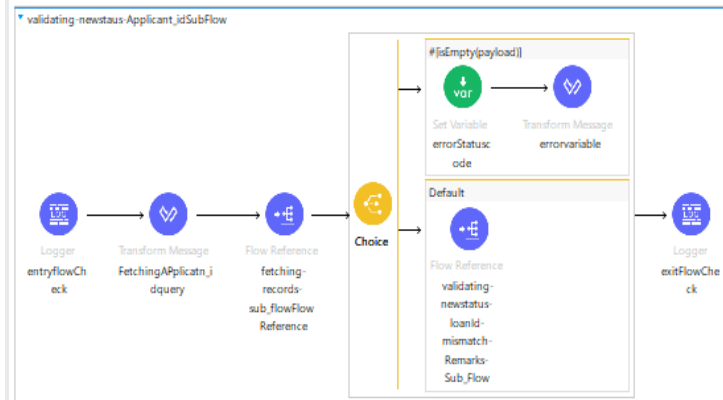 validating-newstaus-Applicant_idSubFlow
#[isEmpty(payload)]
var
Set Variable
errorStatusc
ode
Transform Message
errorvariable
LOG
Logger
entryflowChe
eck
Transform Message
FetchingAPplicatn_i
dquery
Flow Reference
fetching-
records-
sub_flowFlow
Reference
Choice
Default
Flow Reference
validating-
newstatus-
loanId-
mismatch-
Remarks-
Sub_Flow
LOG
Logger
exitFlowChe
ck